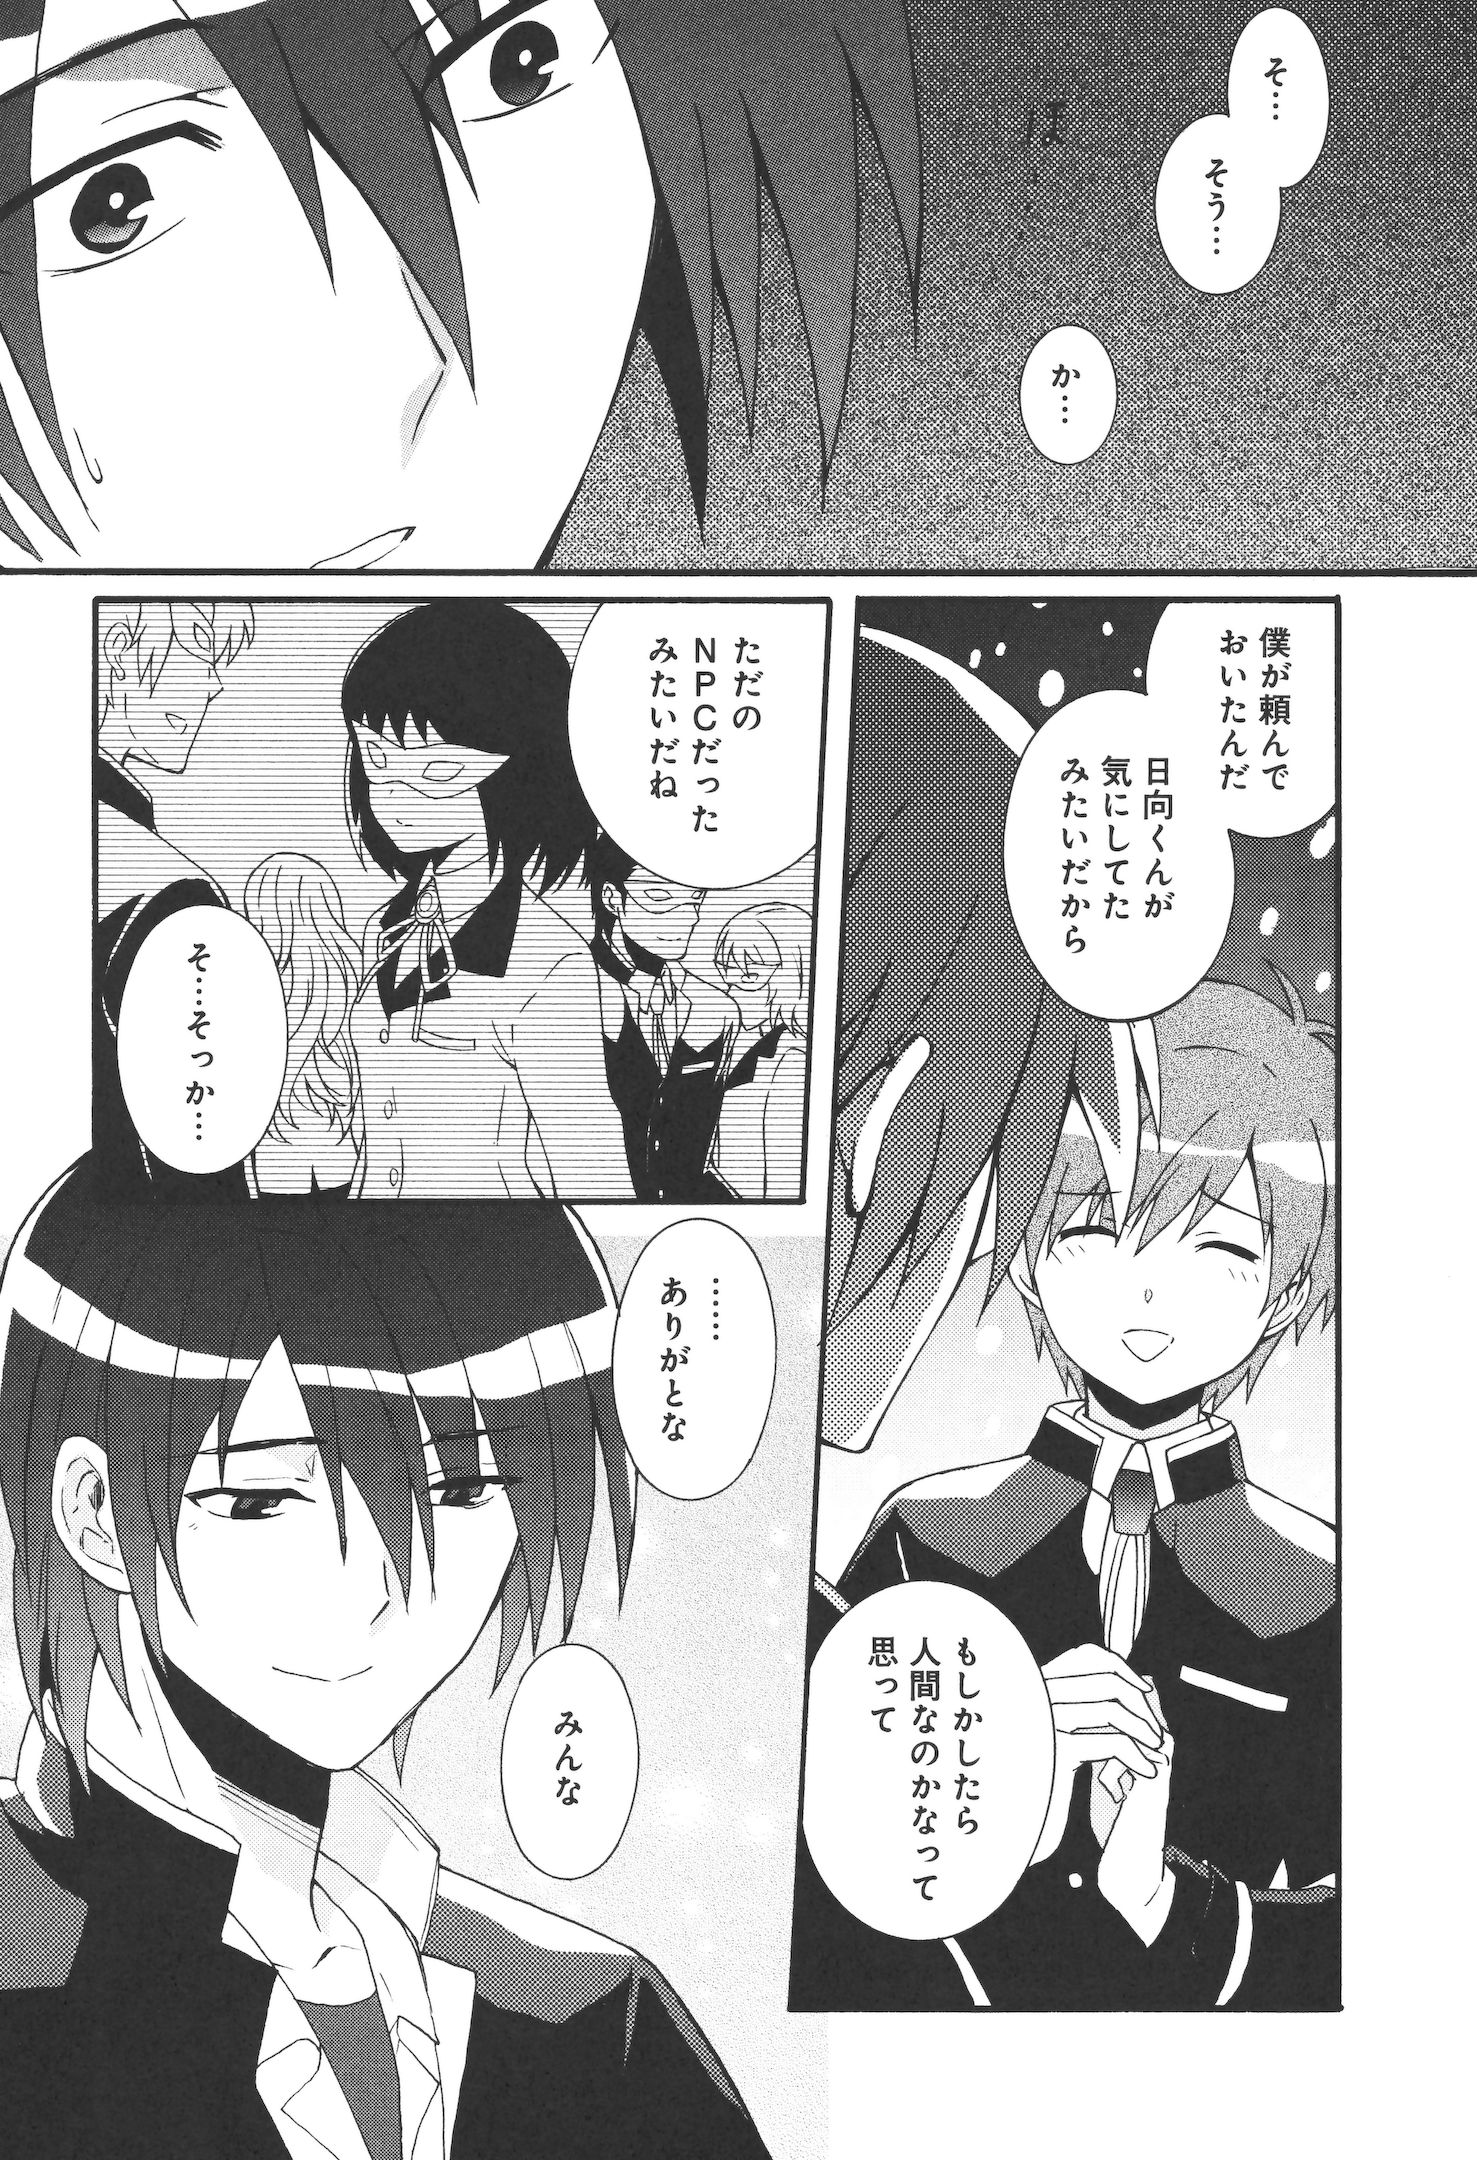 そ…
そう…
か…
僕が頼んで
おいたんだ
日向くんが
気にしてた
みたいだから
もしかしたら
人間なのかなって
思って
ただの
NPCだった
みたいだね
そ…そっか…
……
ありがとな
みんな